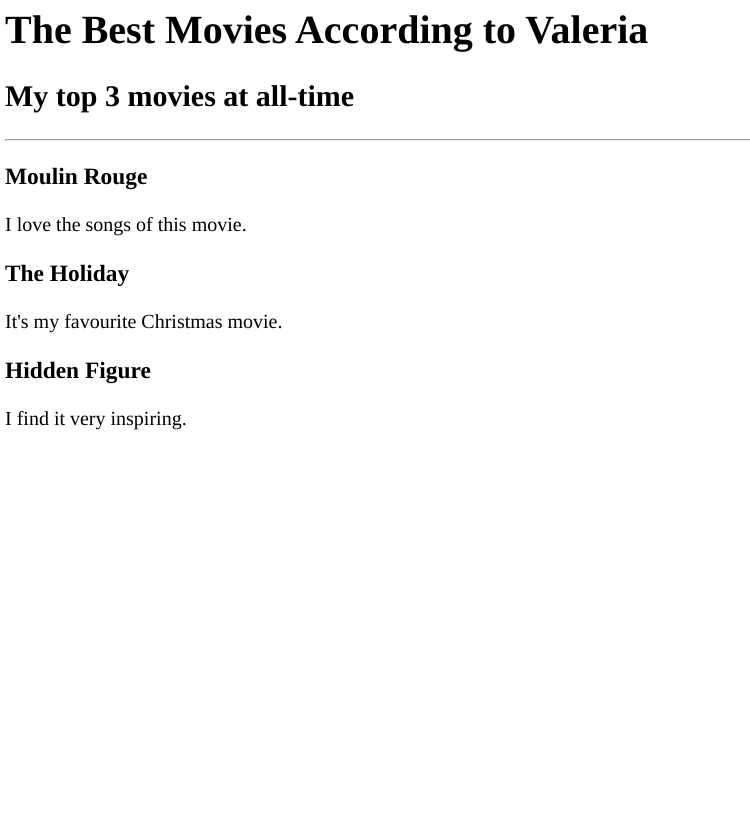 The Best Movies According to Valeria
My top 3 movies at all-time
Moulin Rouge
I love the songs of this movie.
The Holiday
It's my favourite Christmas movie.
Hidden Figure
I find it very inspiring.